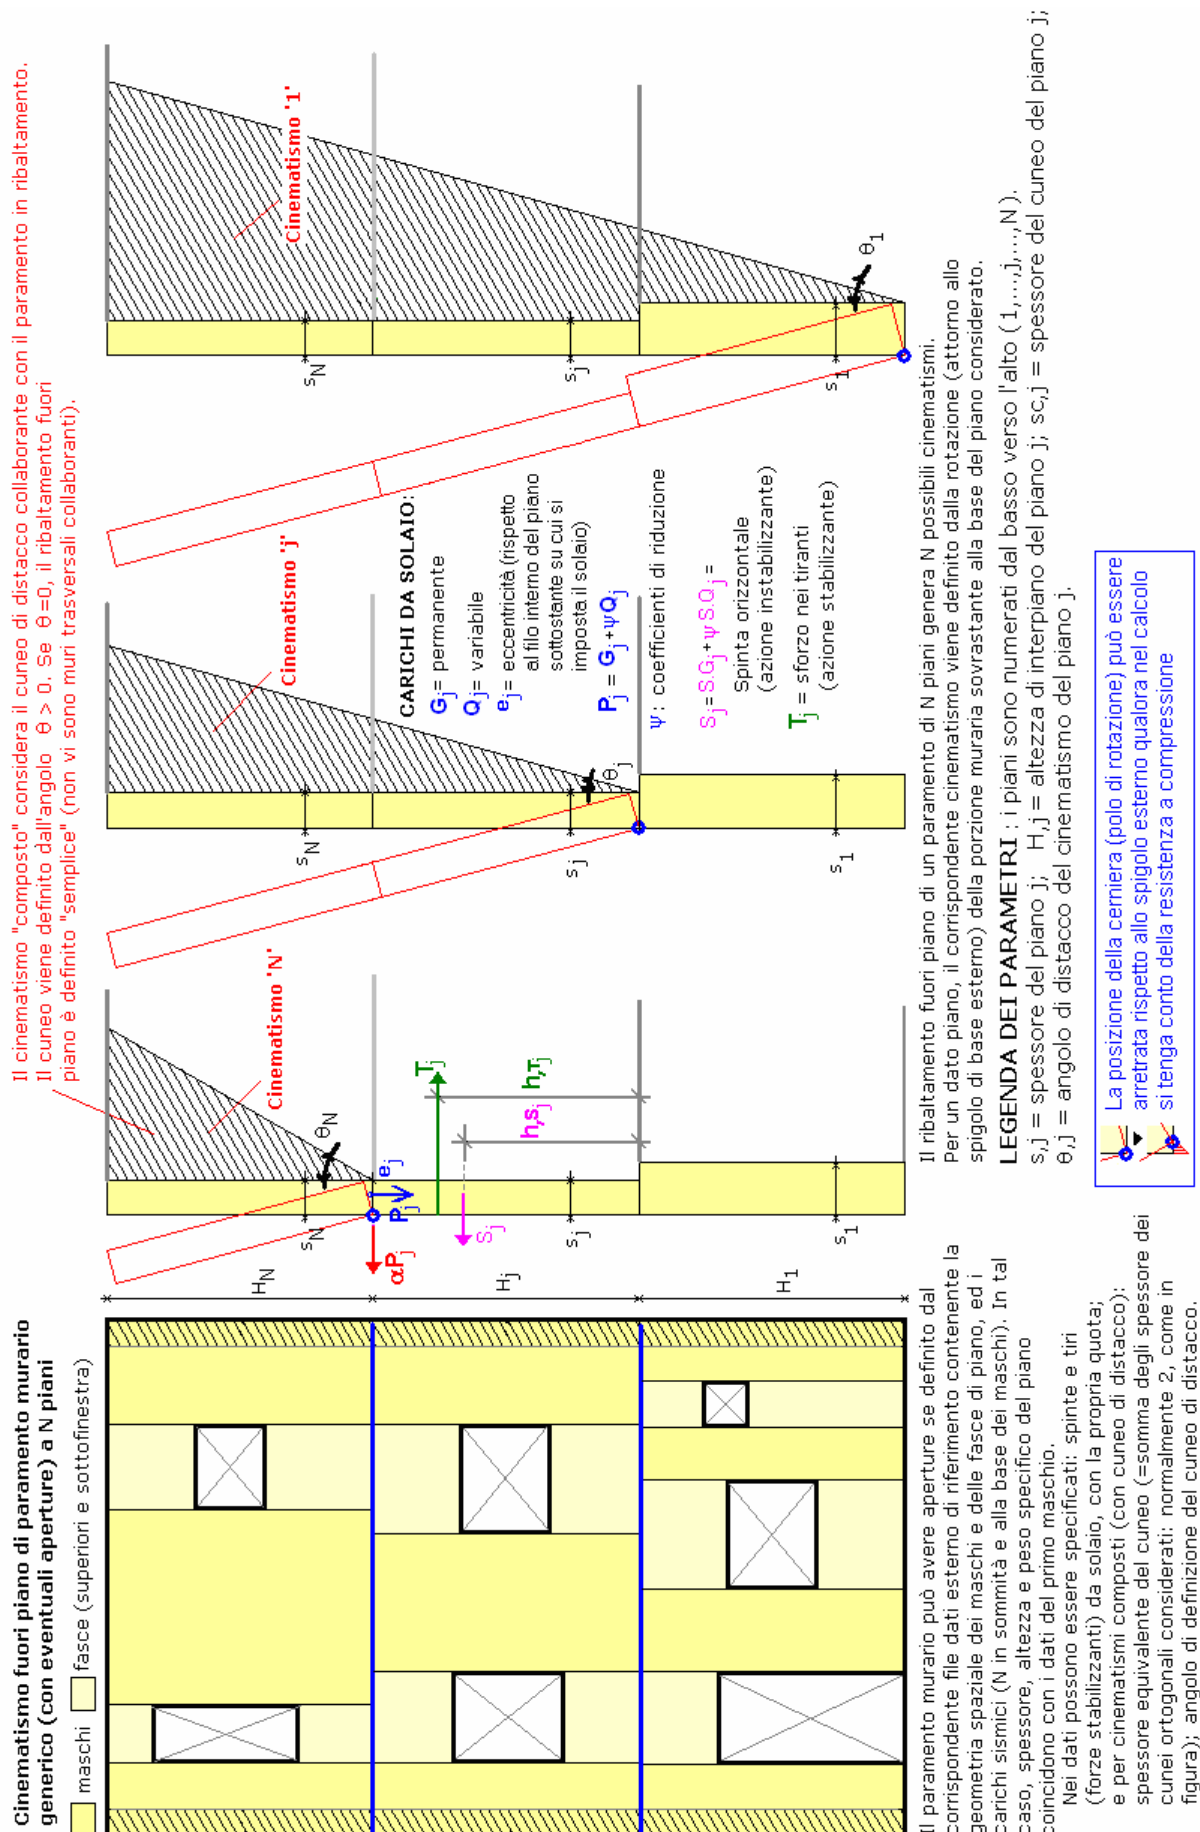 Cinematismo fuori piano di paramento murario
generico (con eventuali aperture) a N piani
maschi
fasce (superiori e sottofinestra)
Il cinematismo "composto" considera il cuneo di distacco collaborante con il paramento in ribaltamento.
Il cuneo viene definito dall'angolo θ > 0. Se θ=0, il ribaltamento fuori
piano è definito "semplice" (non vi sono muri trasversali collaboranti).
HN
Hj
H1
Cinematismo 'N'
θN
sN
Pj
ej
αPj
Tj
Sj
h,Sj
h,Tj
sj
s1
Cinematismo 'j'
θj
sN
sj
s1
CARICHI DA SOLAIO:
Gj= permanente
Qj= variabile
ej= eccentricità (rispetto
al filo interno del piano
sottostante su cui si
imposta il solaio)
Pj = Gj+ψQj
ψ : coefficienti di riduzione
Sj=S.Gj+ψ S.Qj =
Spinta orizzontale
(azione instabilizzante)
Tj = sforzo nei tiranti
(azione stabilizzante)
Cinematismo '1'
θ1
sN
sj
s1
Il paramento murario può avere aperture se definito dal
corrispondente file dati esterno di riferimento contenente la
geometria spaziale dei maschi e delle fasce di piano, ed i
carichi sismici (N in sommità e alla base dei maschi). In tal
caso, spessore, altezza e peso specifico del piano
coincidono con i dati del primo maschio.
Nei dati possono essere specificati: spinte e tiri
(forze stabilizzanti) da solaio, con la propria quota;
e per cinematismi composti (con cuneo di distacco):
spessore equivalente del cuneo (=somma degli spessore dei
cunei ortogonali considerati: normalmente 2, come in
figura); angolo di definizione del cuneo di distacco.
Il ribaltamento fuori piano di un paramento di N piani genera N possibili cinematismi.
Per un dato piano, il corrispondente cinematismo viene definito dalla rotazione (attorno allo
spigolo di base esterno) della porzione muraria sovrastante alla base del piano considerato.
LEGENDA DEI PARAMETRI : i piani sono numerati dal basso verso l'alto (1,...,j,...,N).
s,j = spessore del piano j; H,j = altezza di interpiano del piano j; sc,j = spessore del cuneo del piano j;
θ,j = angolo di distacco del cinematismo del piano j.
La posizione della cerniera (polo di rotazione) può essere
arretrata rispetto allo spigolo esterno qualora nel calcolo
si tenga conto della resistenza a compressione